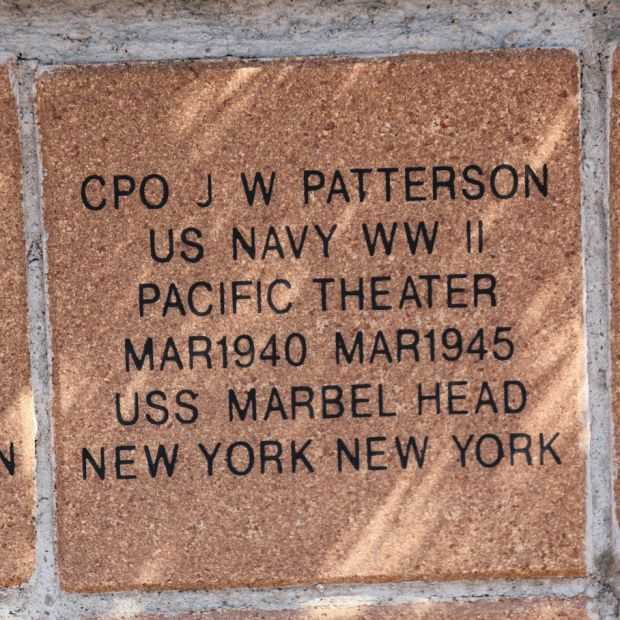 CPO J W PATTERSON
US NAVY WW II
PACIFIC THEATER
MAR1940 MAR1945
USS MARBEL HEAD
NEW YORK NEW YORK
N